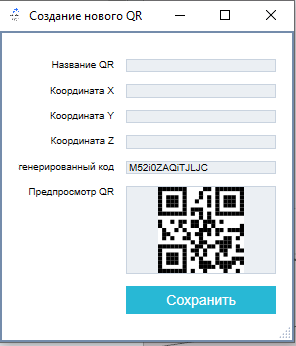 Создание нового QR
Название QR
Координата X
Координата Y
Координата Z
генерированный код
M52i0ZAQiTJLJC
Предпросмотр QR
Сохранить